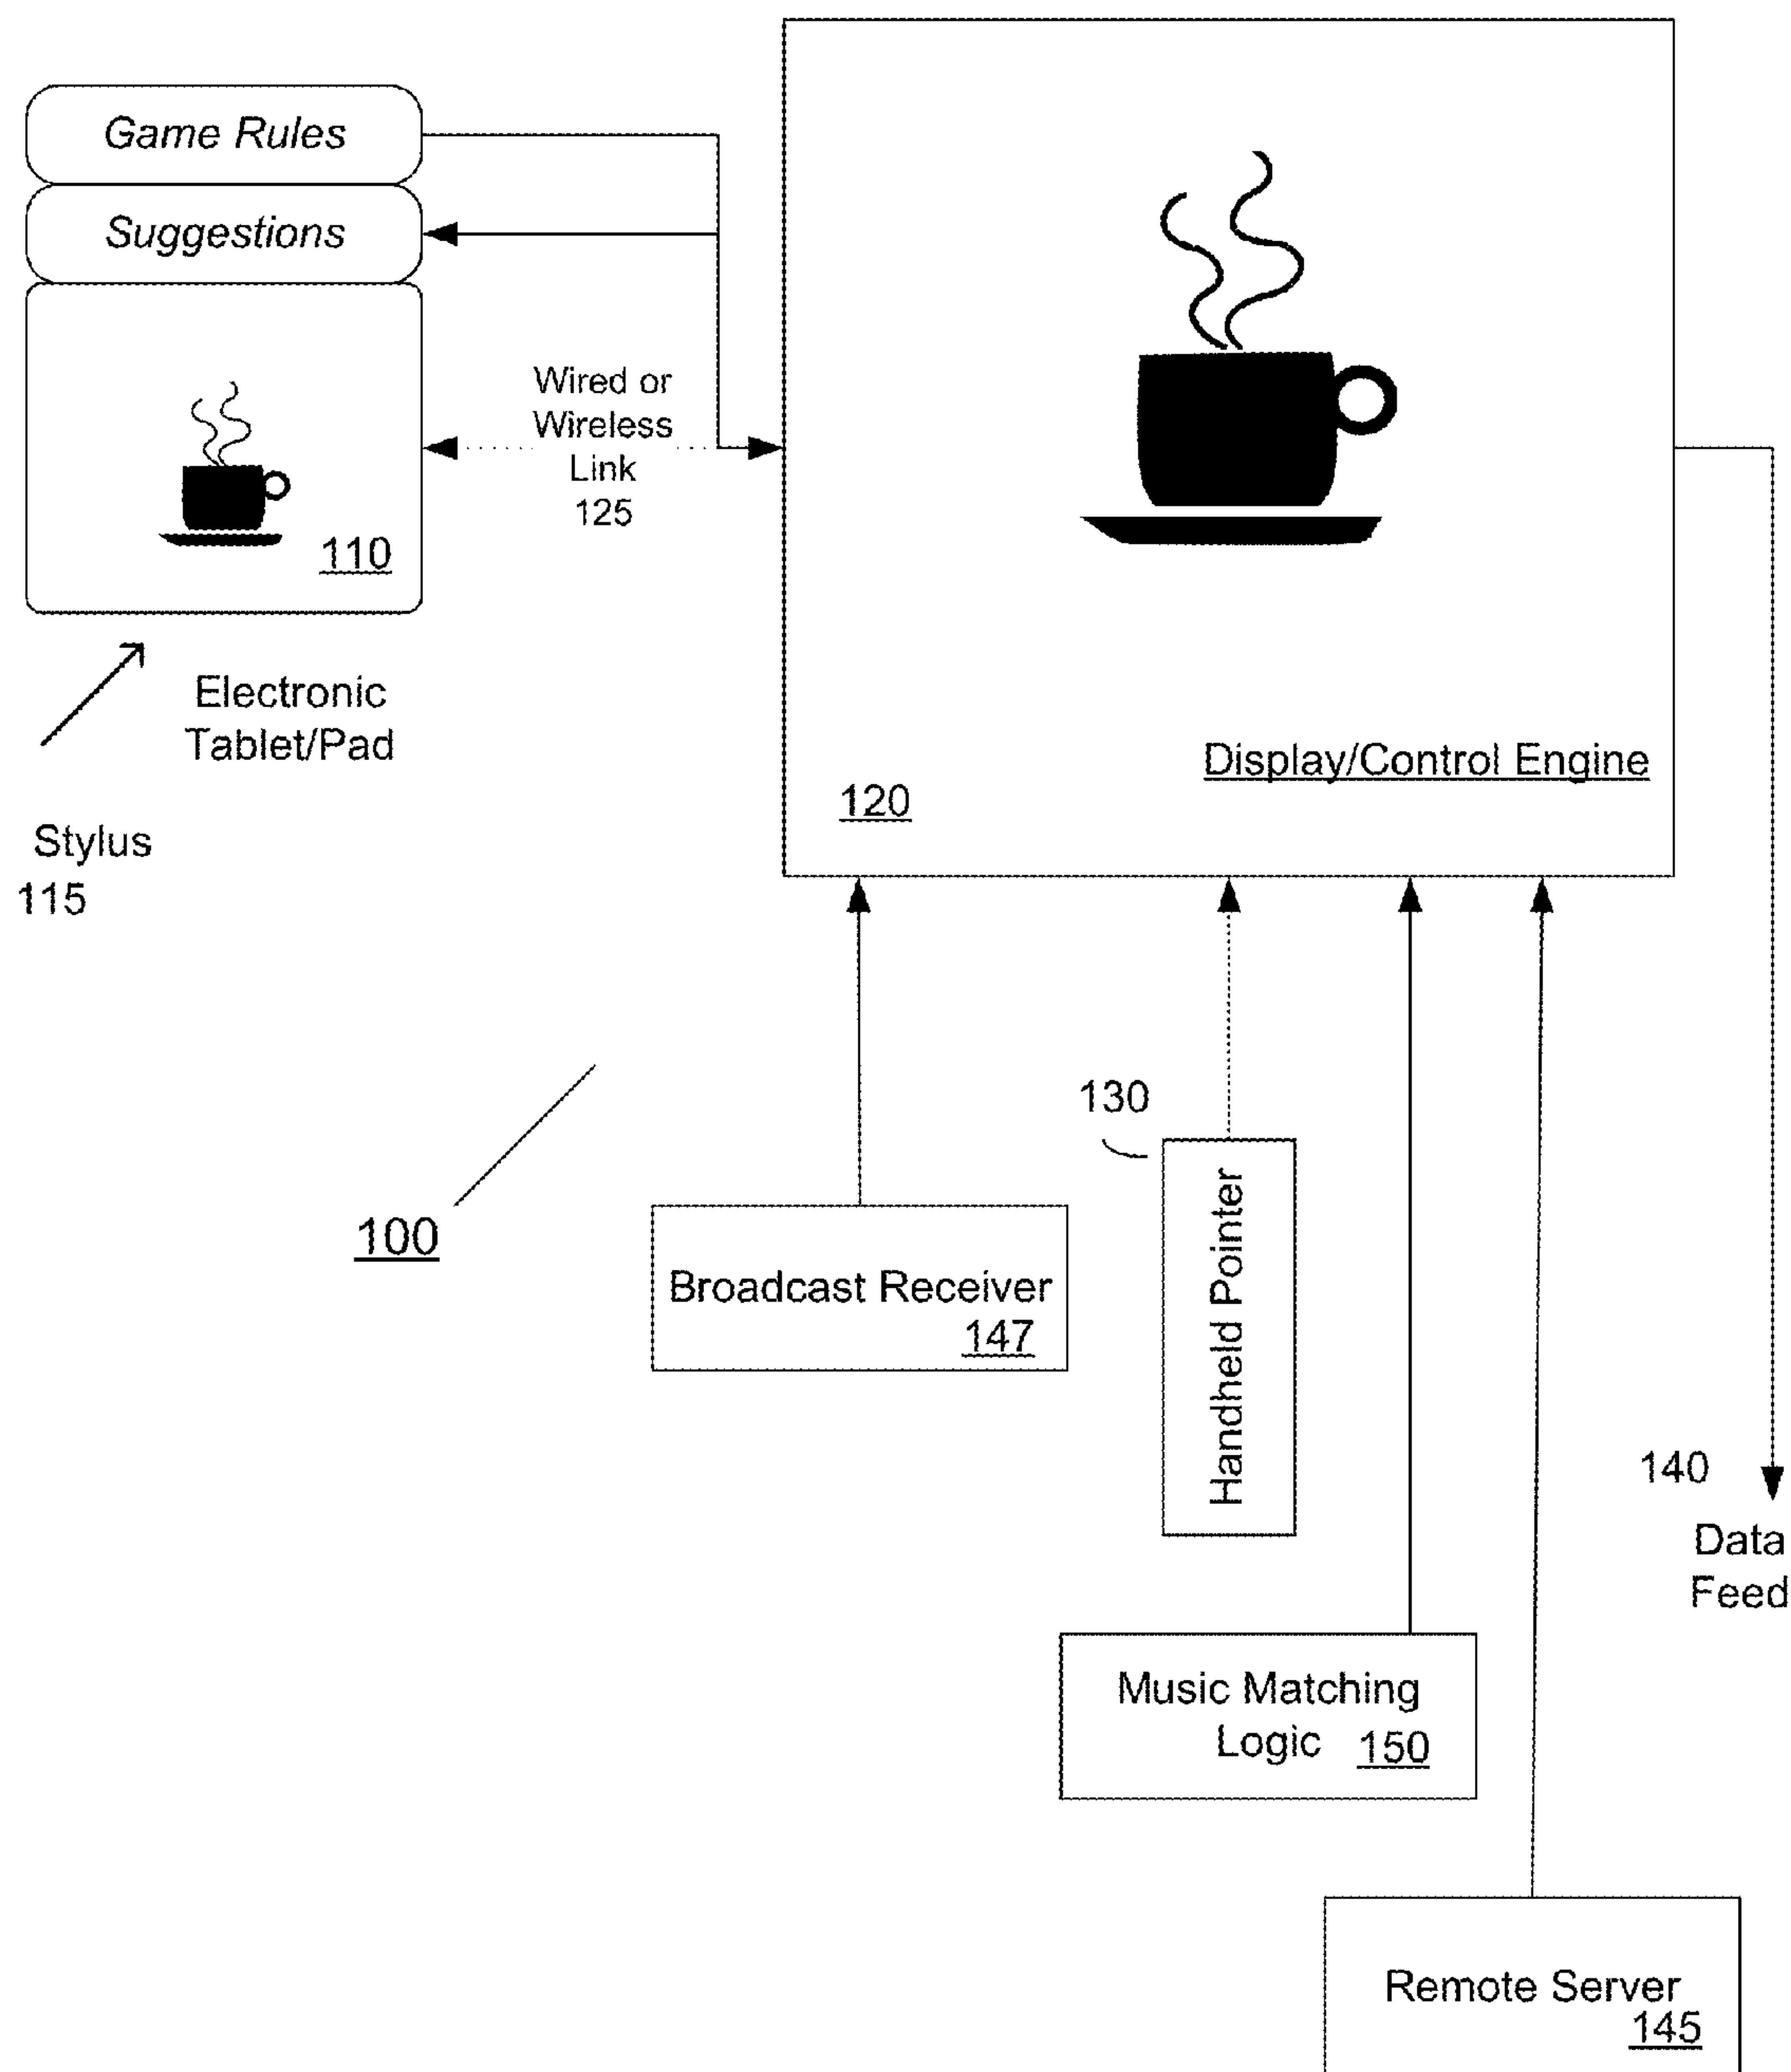 Game Rules
Suggestions
110
Wired or
Wireless
Link
125
Electronic
Tablet/Pad
Stylus
115
Display/Control Engine
120
100
Broadcast Receiver
147
130
Handheld Pointer
140
Data
Feed
Music Matching
Logic 150
Remote Server
145